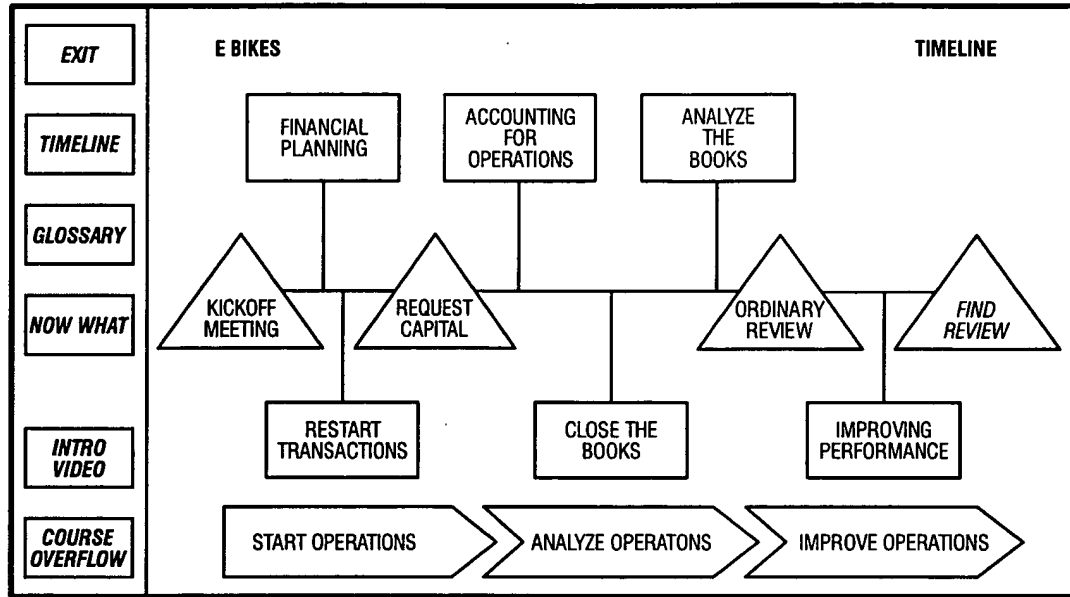 EXIT
TIMELINE
GLOSSARY
NOW WHAT
INTRO
VIDEO
COURSE
OVERFLOW
E BIKES
TIMELINE
FINANCIAL
PLANNING
ACCOUNTING
FOR
OPERATIONS
ANALYZE
THE
BOOKS
KICKOFF
MEETING
REQUEST
CAPITAL
ORDINARY
REVIEW
FIND
REVIEW
RESTART
TRANSACTIONS
CLOSE THE
BOOKS
IMPROVING
PERFORMANCE
START OPERATIONS
ANALYZE OPERATONS
IMPROVE OPERATIONS